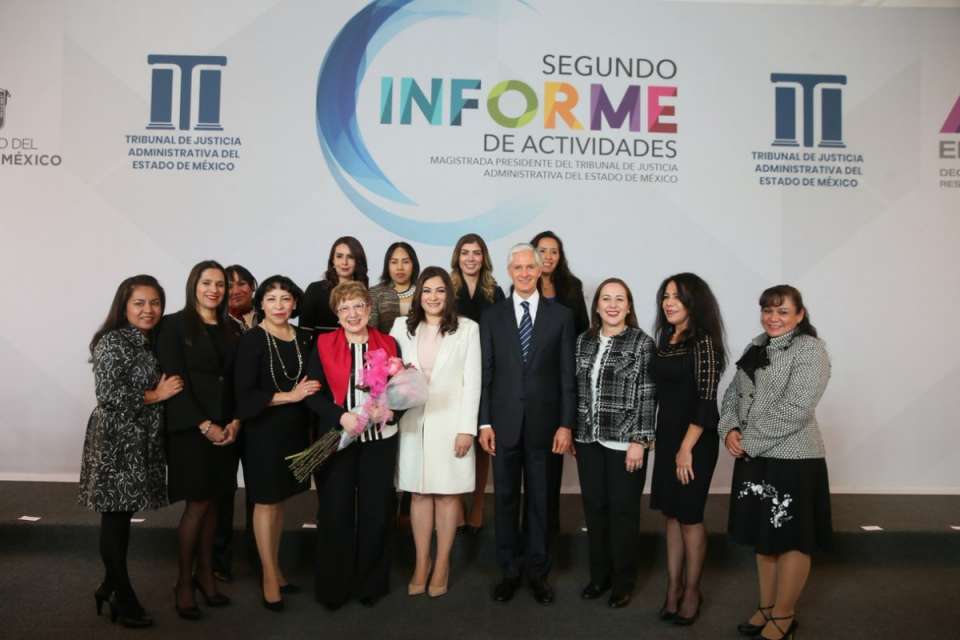 SEGUNDO
INFORME
DE ACTIVIDADES
MAGISTRADA PRESIDENTE DEL TRIBUNAL DE JUSTICIA
ADMINISTRATIVA DEL ESTADO DE MÉXICO
DEL
MÉXICO
TRIBUNAL DE JUSTICIA
ADMINISTRATIVA DEL
ESTADO DE MÉXICO
TRIBUNAL DE JUSTICIA
ADMINISTRATIVA DEL
ESTADO DE MÉXICO